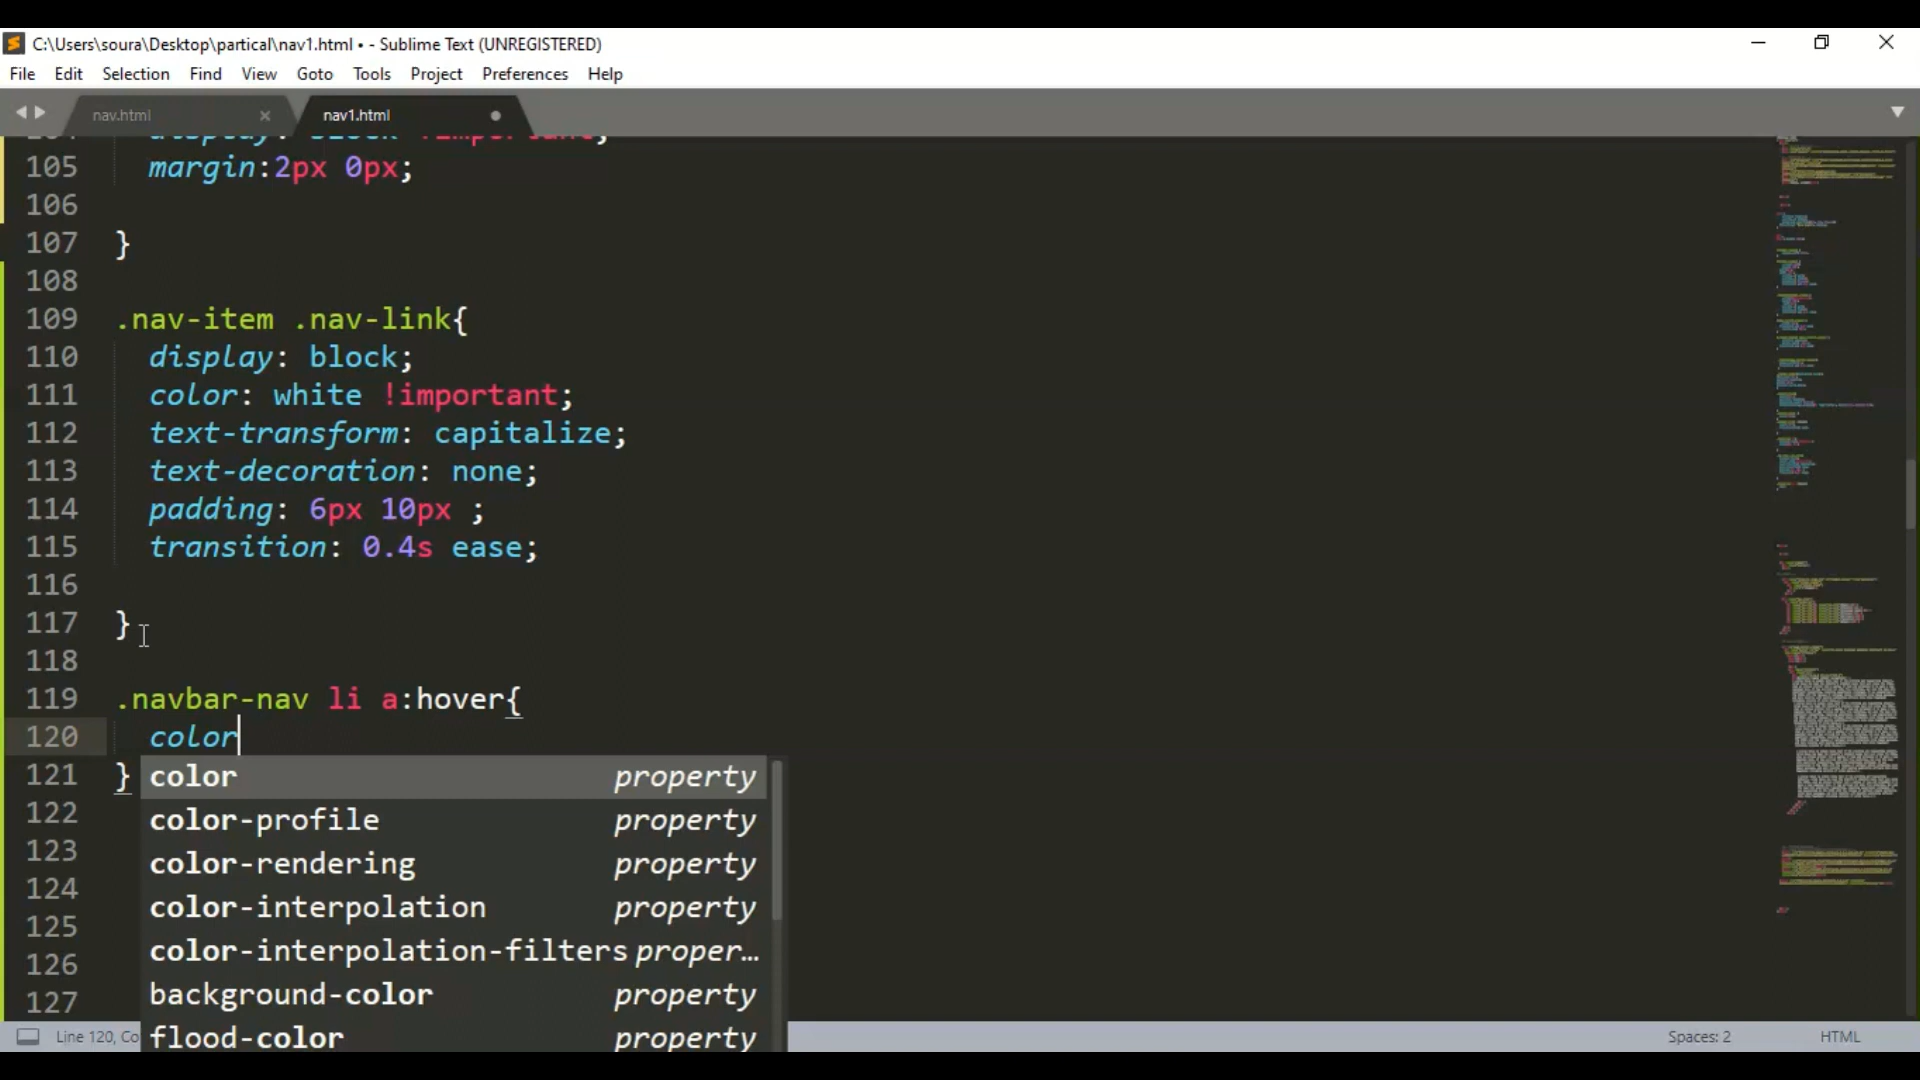 C:\Users\soura\Desktop\partical\nav1.html • - Sublime Text (UNREGISTERED)
File Edit Selection Find View Goto Tools Project Preferences Help
nav.html × nav1.html
display: block !important;
105 margin:2px 0px;
106
107 }
108
109 .nav-item .nav-link{
110 display: block;
111 color: white !important;
112 text-transform: capitalize;
113 text-decoration: none;
114 padding: 6px 10px ;
115 transition: 0.4s ease;
116
117 }
118
119 .navbar-nav li a:hover{
120 color
121 } color property
122 color-profile property
123 color-rendering property
124 color-interpolation property
125 color-interpolation-filters proper…
126 background-color property
127
Line 120, Co flood-color property Spaces: 2 HTML